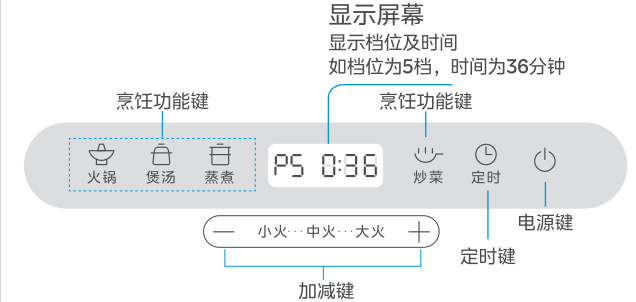 显示屏幕
显示档位及时间
如档位为5档，时间为36分钟
烹饪功能键
烹饪功能键
火锅
煲汤
蒸煮
P5 0:36
炒菜
定时
电源键
小火···中火···大火
定时键
加减键